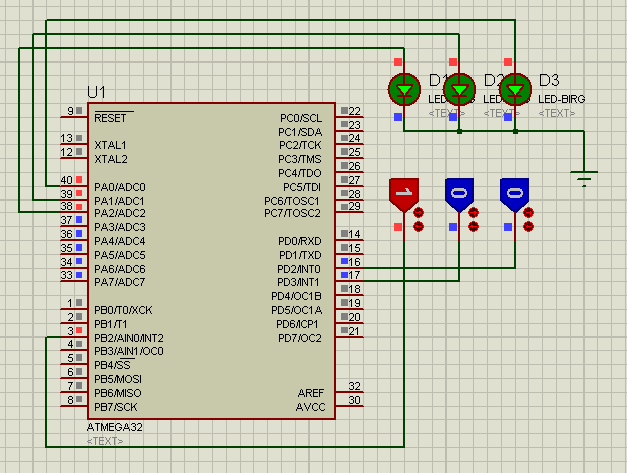 U1
D1
D2
D3
LED-BIRG
<TEXT>
<TEXT>
<TEXT>
9 RESET
13 XTAL1
12 XTAL2
40 PA0/ADC0
39 PA1/ADC1
38 PA2/ADC2
37 PA3/ADC3
36 PA4/ADC4
35 PA5/ADC5
34 PA6/ADC6
33 PA7/ADC7
1 PB0/T0/XCK
2 PB1/T1
3 PB2/AIN0/INT2
4 PB3/AIN1/OC0
5 PB4/SS
6 PB5/MOSI
7 PB6/MISO
8 PB7/SCK
PC0/SCL 22
PC1/SDA 23
PC2/TCK 24
PC3/TMS 25
PC4/TDO 26
PC5/TDI 27
PC6/TOSC1 28
PC7/TOSC2 29
PD0/RXD 14
PD1/TXD 15
PD2/INT0 16
PD3/INT1 17
PD4/OC1B 18
PD5/OC1A 19
PD6/ICP1 20
PD7/OC2 21
AREF 32
AVCC 30
1
0
0
ATMEGA32
<TEXT>